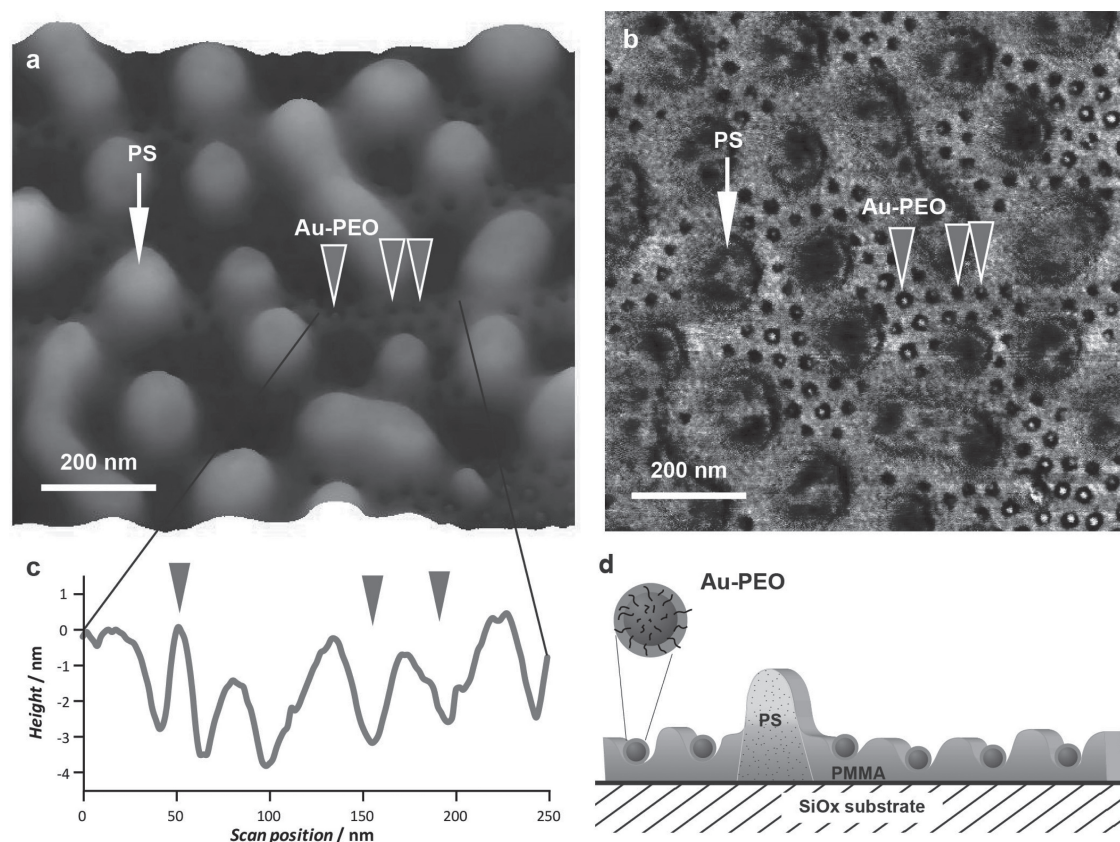 a
PS
Au-PEO
200 nm
b
PS
Au-PEO
200 nm
c
1
0
-1
-2
-3
-4
Height / nm
0 50 100 150 200 250
Scan position / nm
d
Au-PEO
PS
PMMA
SiOx substrate